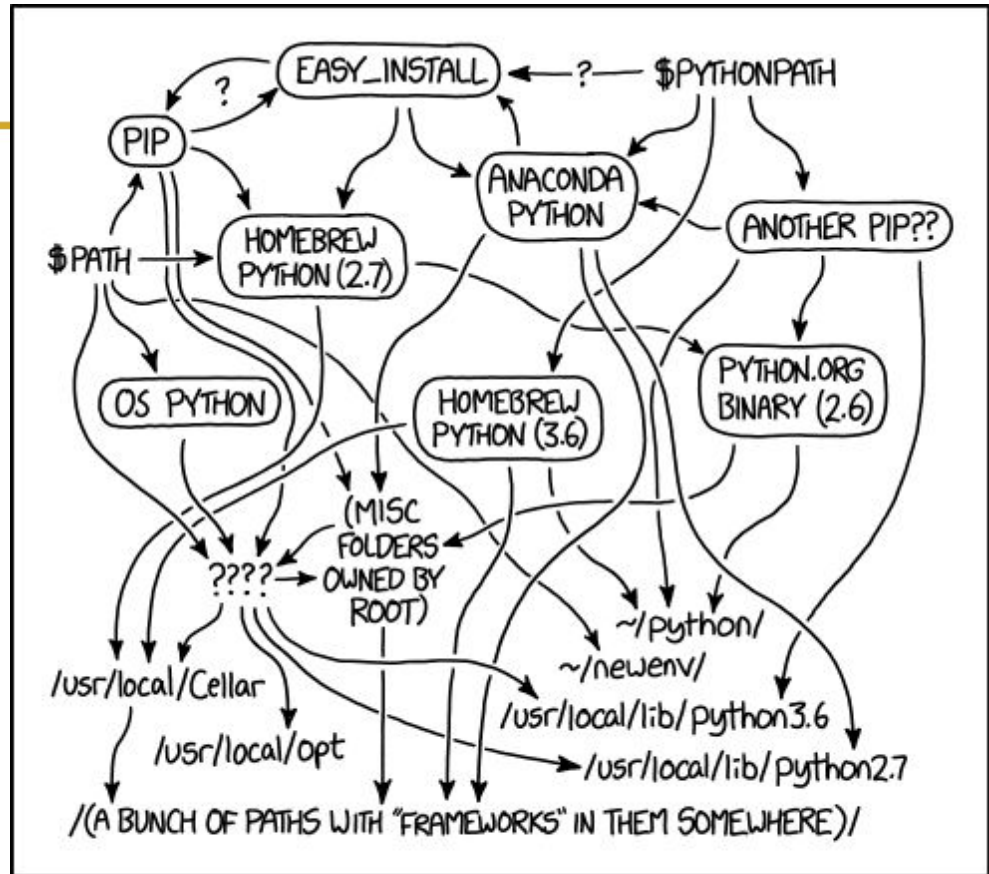 EASY_INSTALL
?
$PYTHONPATH
?
PIP
ANACONDA
PYTHON
ANOTHER PIP??
HOMEBREW
PYTHON (2.7)
$PATH
OS PYTHON
HOMEBREW
PYTHON (3.6)
PYTHON.ORG
BINARY (2.6)
(MISC
FOLDERS
OWNED BY
ROOT)
????
~/python/
~/newenv/
/usr/local/Cellar
/usr/local/lib/python3.6
/usr/local/opt
/usr/local/lib/python2.7
/(A BUNCH OF PATHS WITH "FRAMEWORKS" IN THEM SOMEWHERE)/